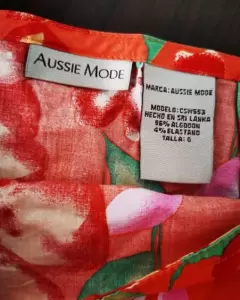 AUSSIE MODE
MARCA: AUSSIE MODE
MODELO: CSH553
HECHO EN SRI LANKA
96% ALGODON
4% ELASTANO
TALLA: 6